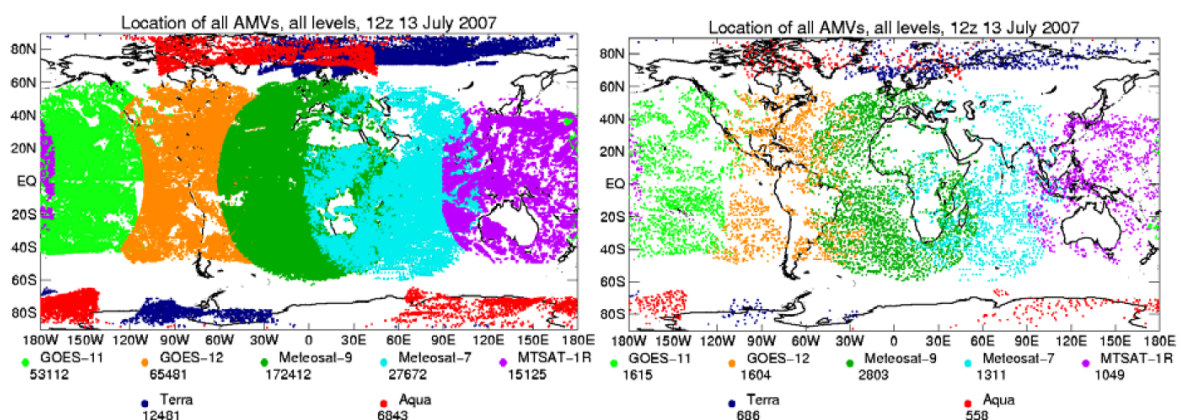 Location of all AMVs, all levels, 12z 13 July 2007
80N
60N
40N
20N
EQ
20S
40S
60S
80S
180W 150W 120W 90W 60W 30W 0E 30E 60E 90E 120E 150E 180E
GOES-11 GOES-12 Meteosat-9 Meteosat-7 MTSAT-1R
53112 65481 172412 27672 15125
Terra Aqua
12481 6843
Location of all AMVs, all levels, 12z 13 July 2007
80N
60N
40N
20N
EQ
20S
40S
60S
80S
180W 150W 120W 90W 60W 30W 0E 30E 60E 90E 120E 150E 180E
GOES-11 GOES-12 Meteosat-9 Meteosat-7 MTSAT-1R
1615 1604 2803 1311 1049
Terra Aqua
686 558